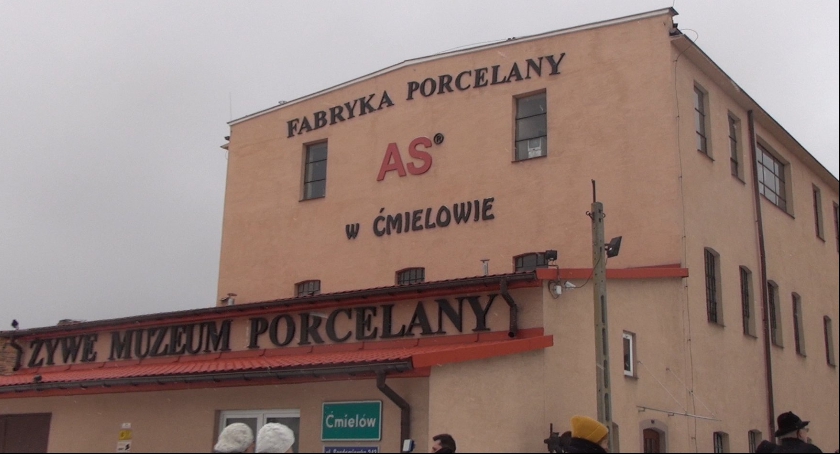 FABRYKA PORCELANY
AS®
W ĆMIELOWIE
ŻYWE MUZEUM PORCELANY
Ćmielów